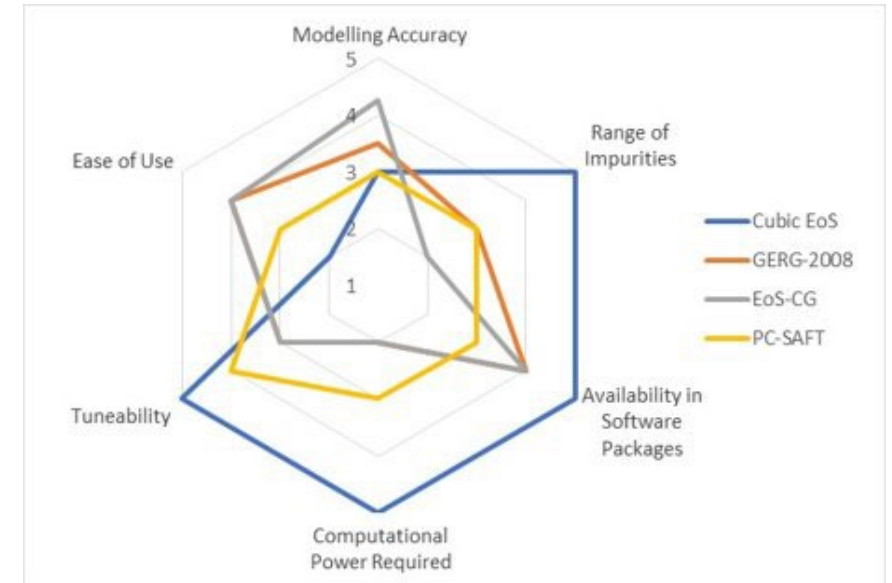 Modelling Accuracy
5
4
3
2
1
Range of
Impurities
Availability in
Software
Packages
Computational
Power Required
Tuneability
Ease of Use
Cubic EoS
GERG-2008
EoS-CG
PC-SAFT